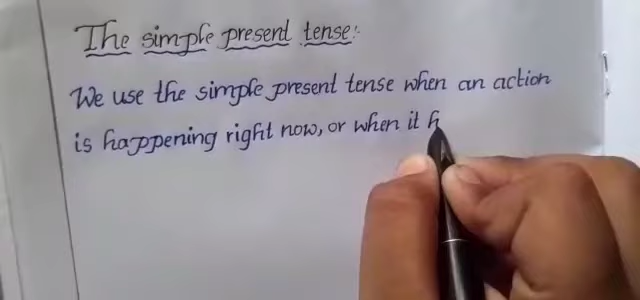 The simple present tense:
We use the simple present tense when an action
is happening right now, or when it h